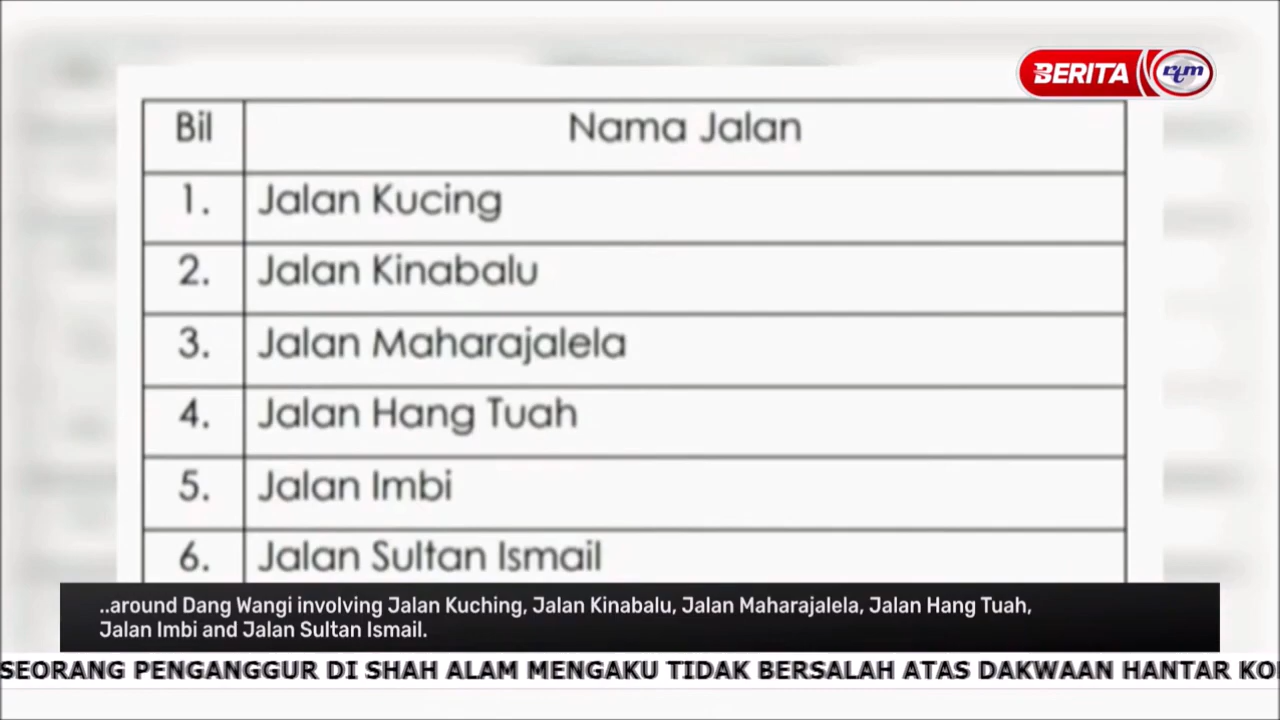 BERITA rtm
Bil Nama Jalan
1. Jalan Kucing
2. Jalan Kinabalu
3. Jalan Maharajalela
4. Jalan Hang Tuah
5. Jalan Imbi
6. Jalan Sultan Ismail
..around Dang Wangi involving Jalan Kuching, Jalan Kinabalu, Jalan Maharajalela, Jalan Hang Tuah,
Jalan Imbi and Jalan Sultan Ismail.
SEORANG PENGANGGUR DI SHAH ALAM MENGAKU TIDAK BERSALAH ATAS DAKWAAN HANTAR